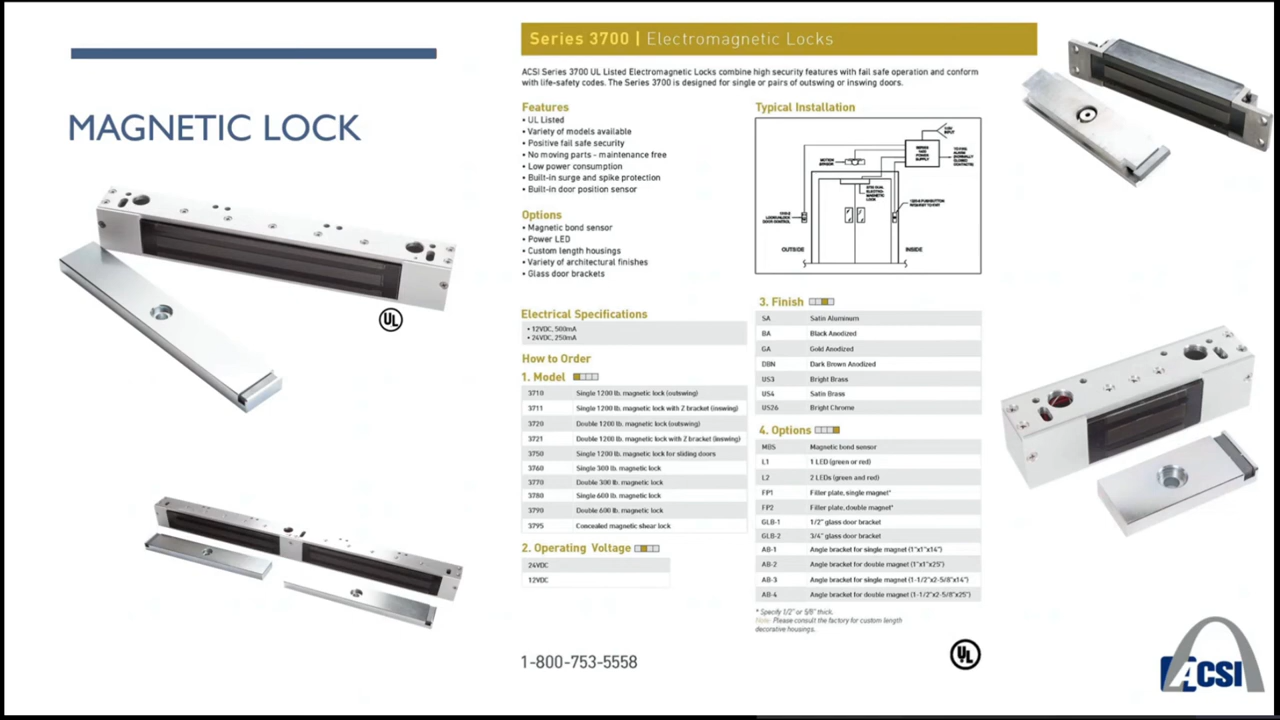 MAGNETIC LOCK
UL
Series 3700 | Electromagnetic Locks
ACSI Series 3700 UL Listed Electromagnetic Locks combine high security features with fail safe operation and conform
with life-safety codes. The Series 3700 is designed for single or pairs of outswing or inswing doors.
Features
• UL Listed
• Variety of models available
• Positive fail safe security
• No moving parts - maintenance free
• Low power consumption
• Built-in surge and spike protection
• Built-in door position sensor
Options
• Magnetic bond sensor
• Power LED
• Custom length housings
• Variety of architectural finishes
• Glass door brackets
Typical Installation
MOTION
SENSOR
POWER
SUPPLY
OUTSIDE
INSIDE
Electrical Specifications
• 12VDC, 500mA
• 24VDC, 250mA
How to Order
1. Model
3710 Single 1200 lb. magnetic lock (outswing)
3711 Single 1200 lb. magnetic lock with Z bracket (inswing)
3720 Double 1200 lb. magnetic lock (outswing)
3721 Double 1200 lb. magnetic lock with Z bracket (inswing)
3750 Single 1200 lb. magnetic lock for sliding doors
3760 Single 300 lb. magnetic lock
3770 Double 300 lb. magnetic lock
3780 Single 600 lb. magnetic lock
3790 Double 600 lb. magnetic lock
3795 Concealed magnetic shear lock
2. Operating Voltage
24VDC
12VDC
3. Finish
SA Satin Aluminum
BA Black Anodized
GA Gold Anodized
DBN Dark Brown Anodized
US3 Bright Brass
US4 Satin Brass
US26 Bright Chrome
4. Options
MBS Magnetic bond sensor
L1 1 LED (green or red)
L2 2 LEDs (green and red)
FP1 Filler plate, single magnet*
FP2 Filler plate, double magnet*
GLB-1 1/2" glass door bracket
GLB-2 3/4" glass door bracket
AB-1 Angle bracket for single magnet (1"x1"x14")
AB-2 Angle bracket for double magnet (1"x1"x25")
AB-3 Angle bracket for single magnet (1-1/2"x2-5/8"x14")
AB-4 Angle bracket for double magnet (1-1/2"x2-5/8"x25")
* Specify 1/2" or 5/8" thick.
Note: Please consult the factory for custom length
decorative housings.
1-800-753-5558
UL
ACSI